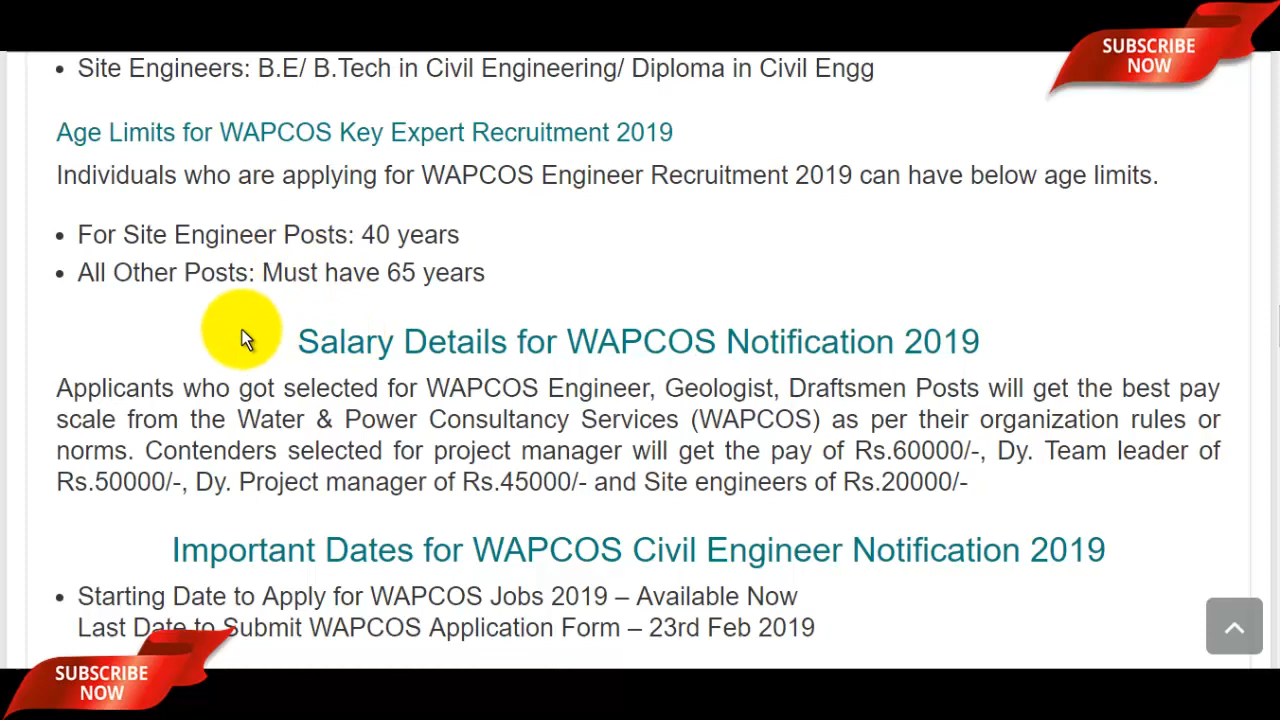 SUBSCRIBE
NOW
• Site Engineers: B.E/ B.Tech in Civil Engineering/ Diploma in Civil Engg
Age Limits for WAPCOS Key Expert Recruitment 2019
Individuals who are applying for WAPCOS Engineer Recruitment 2019 can have below age limits.
• For Site Engineer Posts: 40 years
• All Other Posts: Must have 65 years
Salary Details for WAPCOS Notification 2019
Applicants who got selected for WAPCOS Engineer, Geologist, Draftsmen Posts will get the best pay
scale from the Water & Power Consultancy Services (WAPCOS) as per their organization rules or
norms. Contenders selected for project manager will get the pay of Rs.60000/-, Dy. Team leader of
Rs.50000/-, Dy. Project manager of Rs.45000/- and Site engineers of Rs.20000/-
Important Dates for WAPCOS Civil Engineer Notification 2019
• Starting Date to Apply for WAPCOS Jobs 2019 – Available Now
Last Date to Submit WAPCOS Application Form – 23rd Feb 2019
SUBSCRIBE
NOW